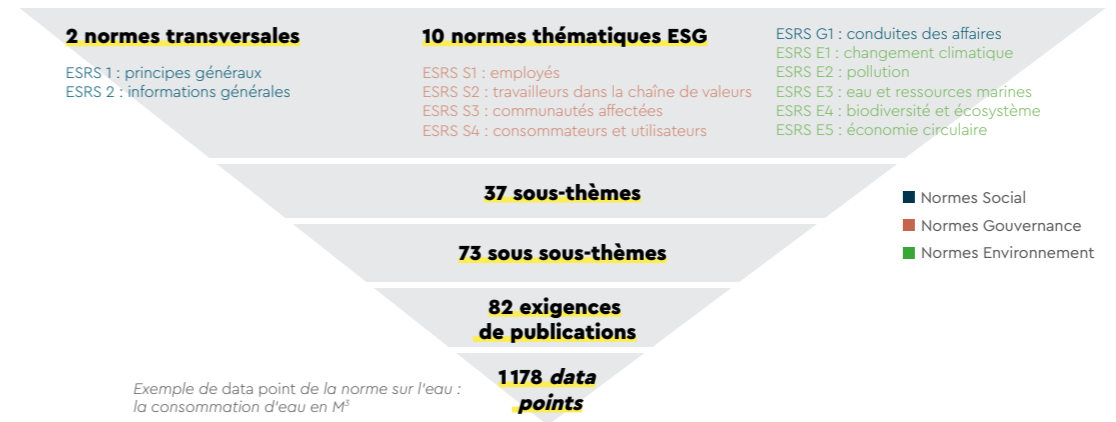 2 normes transversales
ESRS 1 : principes généraux
ESRS 2 : informations générales
10 normes thématiques ESG
ESRS S1 : employés
ESRS S2 : travailleurs dans la chaîne de valeurs
ESRS S3 : communautés affectées
ESRS S4 : consommateurs et utilisateurs
ESRS G1 : conduites des affaires
ESRS E1 : changement climatique
ESRS E2 : pollution
ESRS E3 : eau et ressources marines
ESRS E4 : biodiversité et écosystème
ESRS E5 : économie circulaire
37 sous-thèmes
73 sous sous-thèmes
82 exigences
de publications
1 178 data
points
Normes Social
Normes Gouvernance
Normes Environnement
Exemple de data point de la norme sur l'eau :
la consommation d'eau en M³